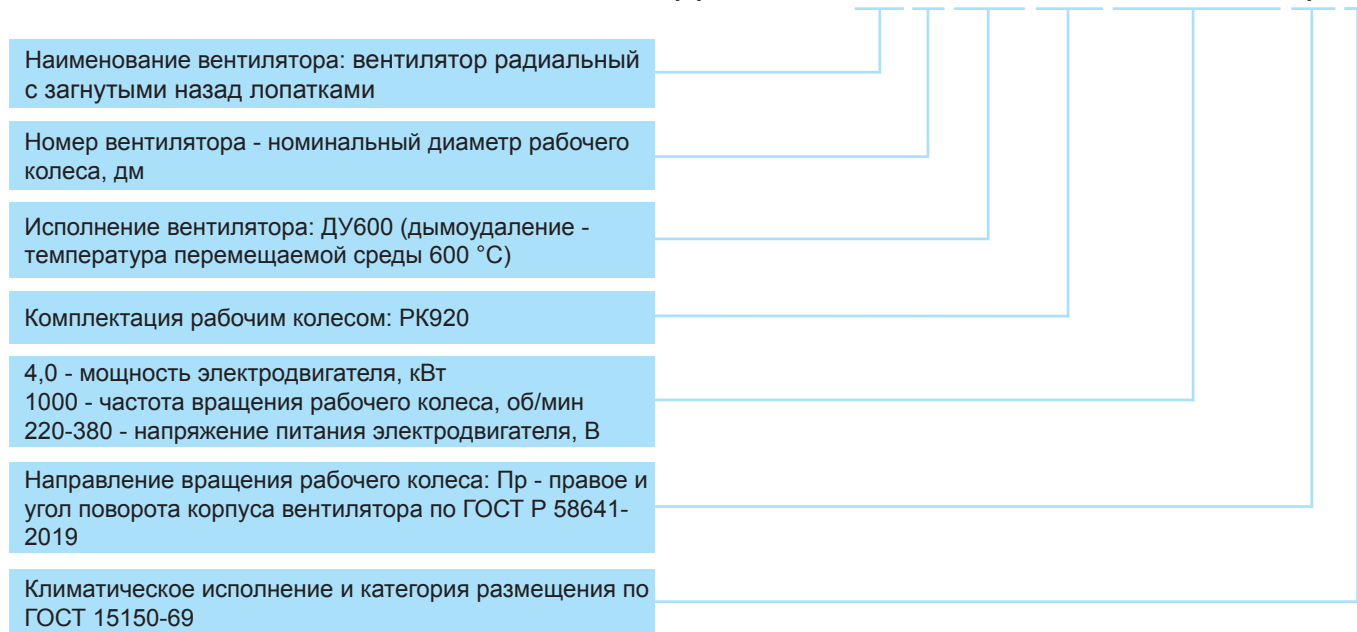 Наименование вентилятора: вентилятор радиальный
с загнутыми назад лопатками
Номер вентилятора - номинальный диаметр рабочего
колеса, дм
Исполнение вентилятора: ДУ600 (дымоудаление -
температура перемещаемой среды 600 °С)
Комплектация рабочим колесом: РК920
4,0 - мощность электродвигателя, кВт
1000 - частота вращения рабочего колеса, об/мин
220-380 - напряжение питания электродвигателя, В
Направление вращения рабочего колеса: Пр - правое и
угол поворота корпуса вентилятора по ГОСТ Р 58641-
2019
Климатическое исполнение и категория размещения по
ГОСТ 15150-69